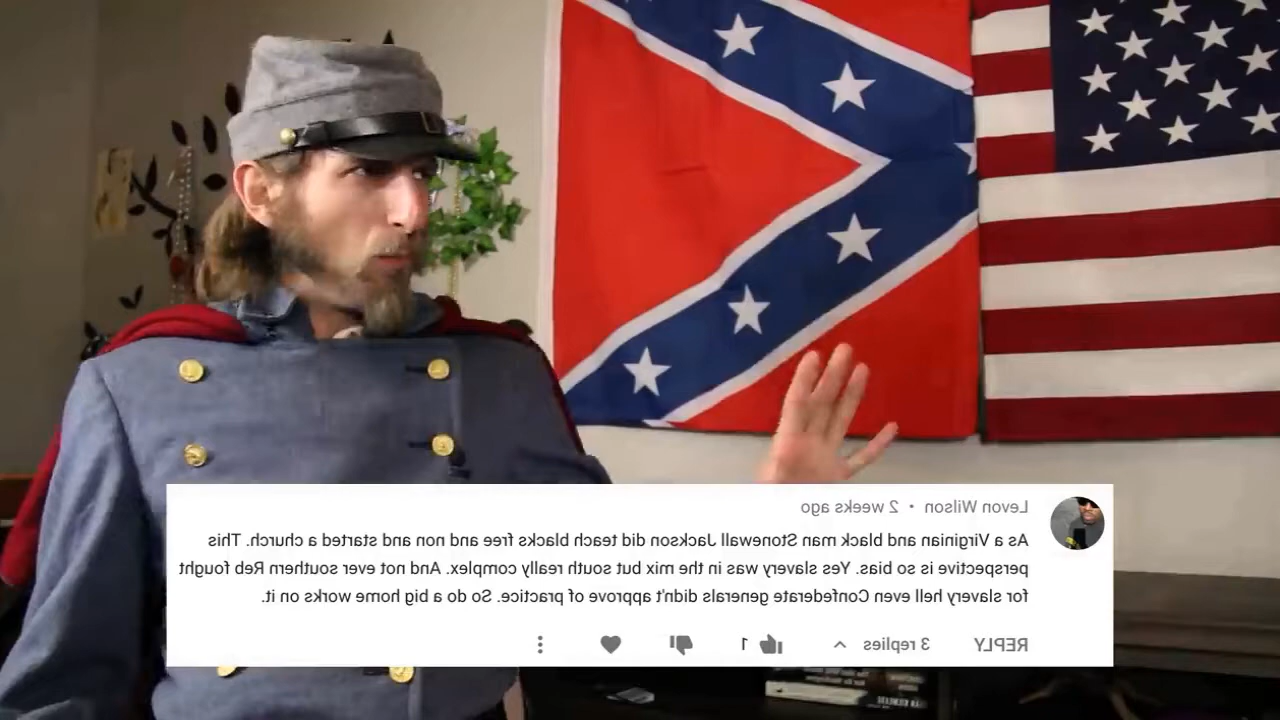 Levon Wilson • 2 weeks ago
As a Virginian and black man Stonewall Jackson did teach blacks free and non and started a church. This
perspective is so bias. Yes slavery was in the mix but south really complex. And not ever southern Reb fought
for slavery hell even Confederate generals didn't approve of practice. So do a big home works on it.
REPLY 3 replies 1